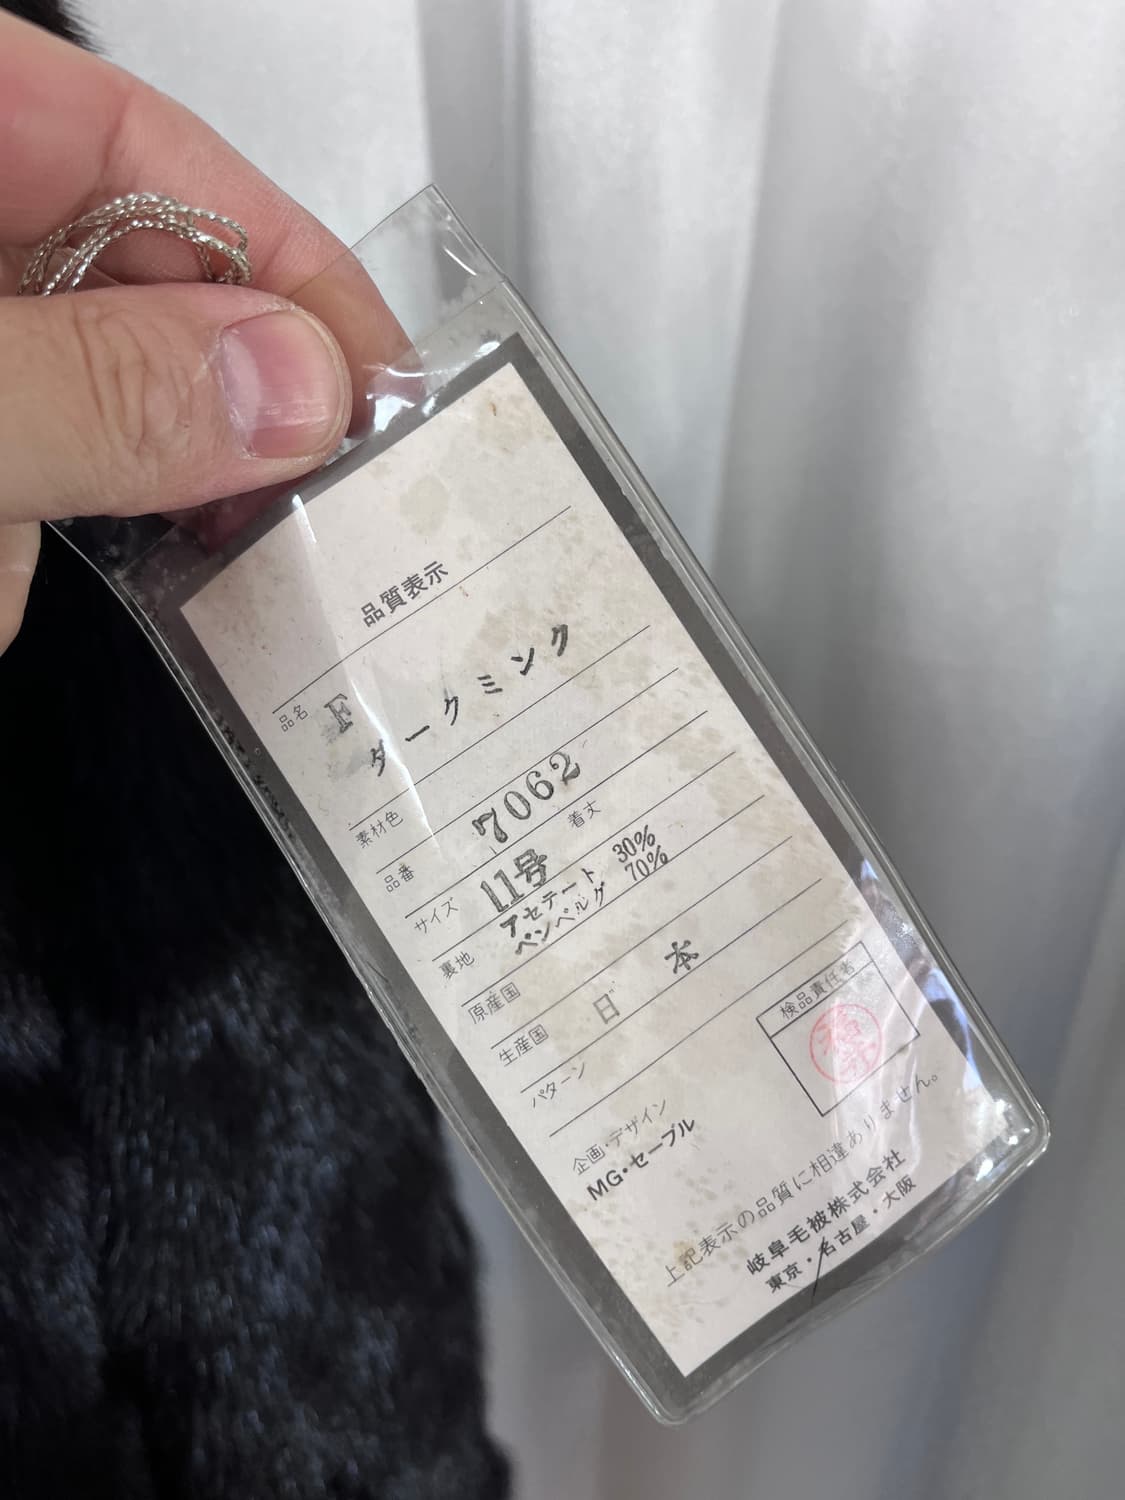 品質表示
品名 F
ダークミンク
素材色
品番 7062
サイズ 11号 着丈
裏地 アセテート 30%
ベンベルグ 70%
原産国
生産国 日本
パターン
検品責任者
企画・デザイン
MG・セーブル
上記表示の品質に相違ありません。
岐阜毛被株式会社
東京・名古屋・大阪